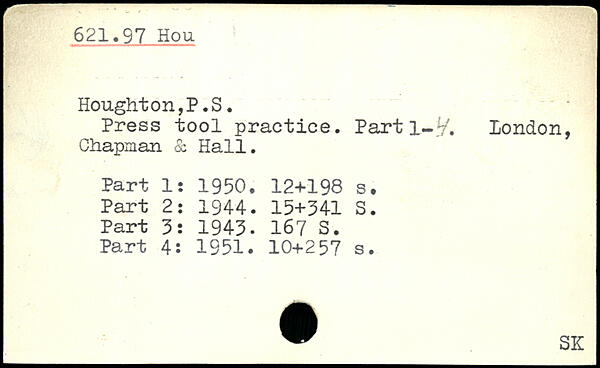 621.97 Hou
Houghton,P.S.
Press tool practice. Part 1-4. London,
Chapman & Hall.
Part 1: 1950. 12+198 s.
Part 2: 1944. 15+341 S.
Part 3: 1943. 167 S.
Part 4: 1951. 10+257 s.
SK